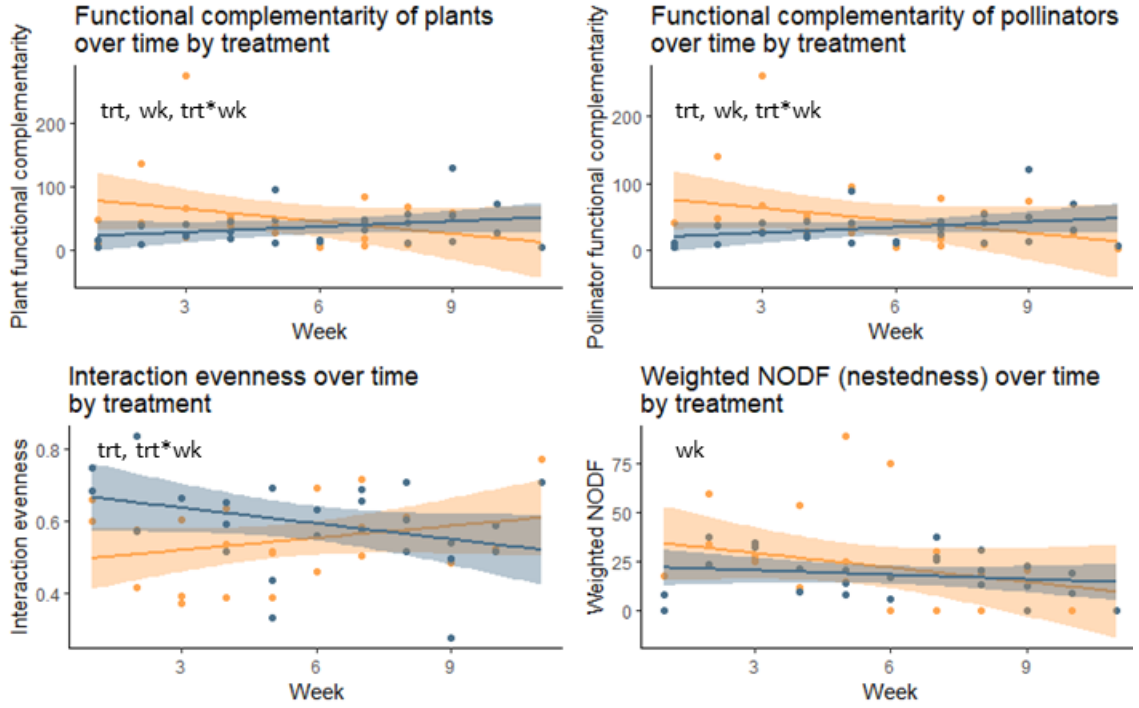 Functional complementarity of plants
over time by treatment
Plant functional complementarity
trt, wk, trt*wk
200
100
0
3
6
9
Week
Functional complementarity of pollinators
over time by treatment
Pollinator functional complementarity
trt, wk, trt*wk
200
100
0
3
6
9
Week
Interaction evenness over time
by treatment
Interaction evenness
trt, trt*wk
0.8
0.6
0.4
3
6
9
Week
Weighted NODF (nestedness) over time
by treatment
Weighted NODF
wk
75
50
25
0
3
6
9
Week